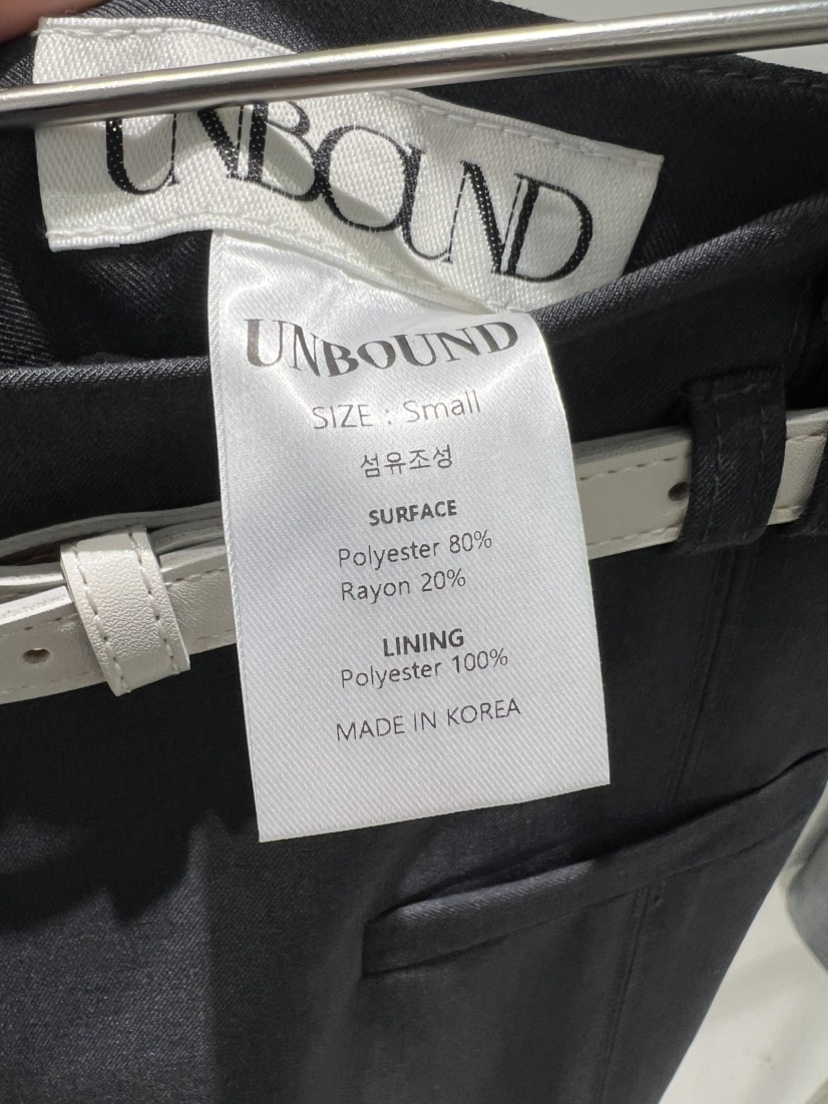 UNBOUND
UNBOUND
SIZE : Small
섬유조성
SURFACE
Polyester 80%
Rayon 20%
LINING
Polyester 100%
MADE IN KOREA